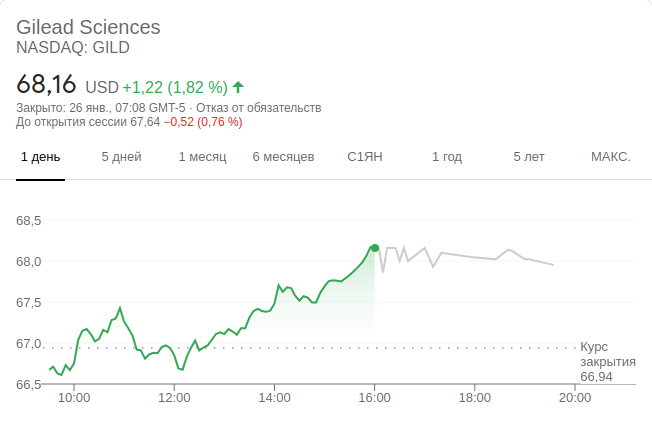 Gilead Sciences
NASDAQ: GILD
68,16 USD +1,22 (1,82 %)
Закрыто: 26 янв., 07:08 GMT-5 · Отказ от обязательств
До открытия сессии 67,64 −0,52 (0,76 %)
1 день 5 дней 1 месяц 6 месяцев С1ЯН 1 год 5 лет МАКС.
68,5
68,0
67,5
67,0
66,5
Курс
закрытия
66,94
10:00 12:00 14:00 16:00 18:00 20:00